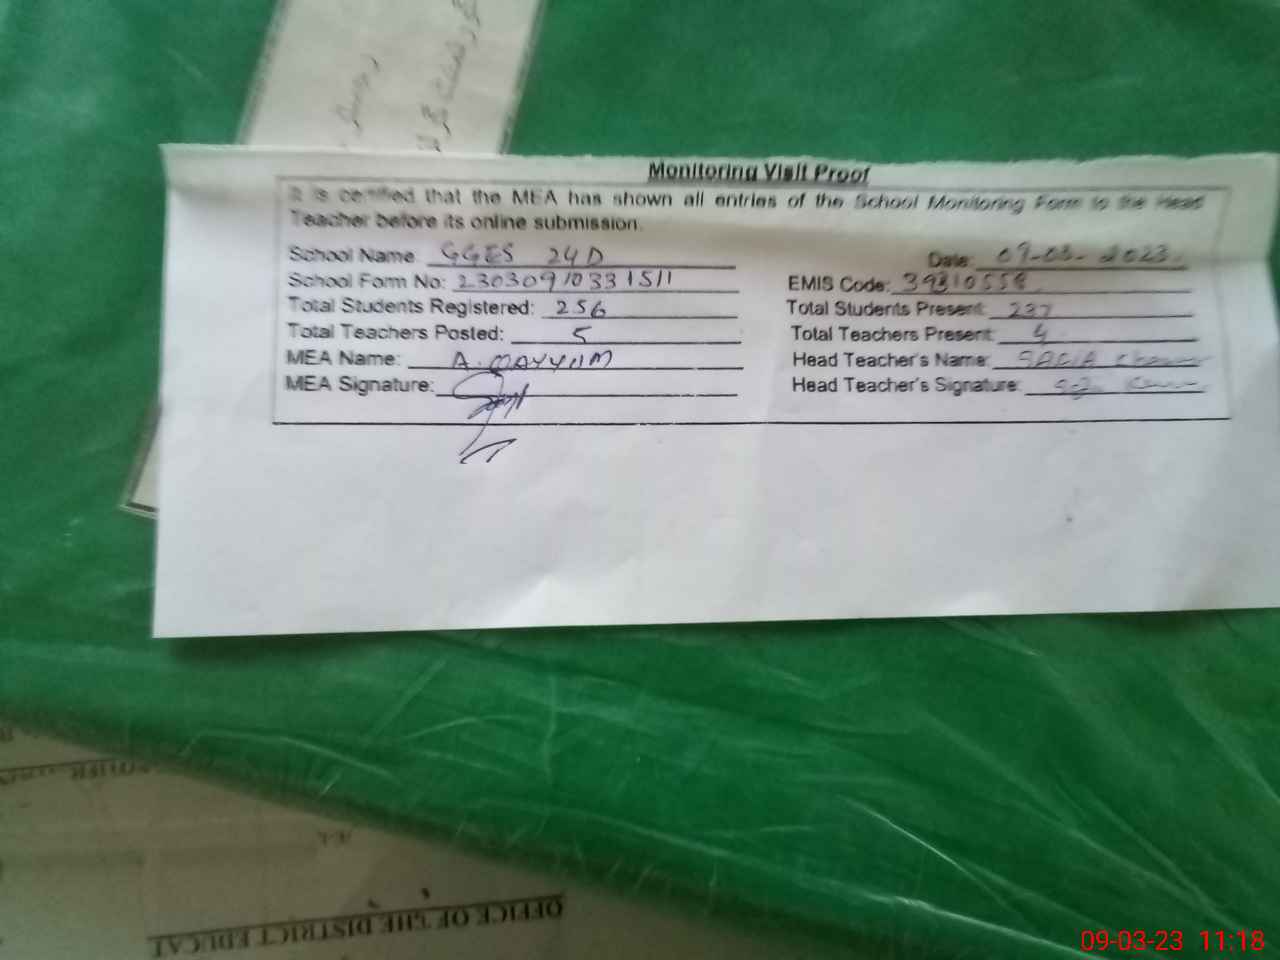 Monitoring Visit Proof
It is certified that the MEA has shown all entries of the School Monitoring Form to the Head
Teacher before its online submission.
School Name GGES 24D Date: 09-03-2023
School Form No: 23030910331511 EMIS Code: 39310558
Total Students Registered: 256 Total Students Present: 237
Total Teachers Posted: 5 Total Teachers Present: 4
MEA Name: A. QAYYUM Head Teacher's Name:
MEA Signature: Head Teacher's Signature:
OFFICE OF THE DISTRICT EDUCAT
09-03-23 11:18